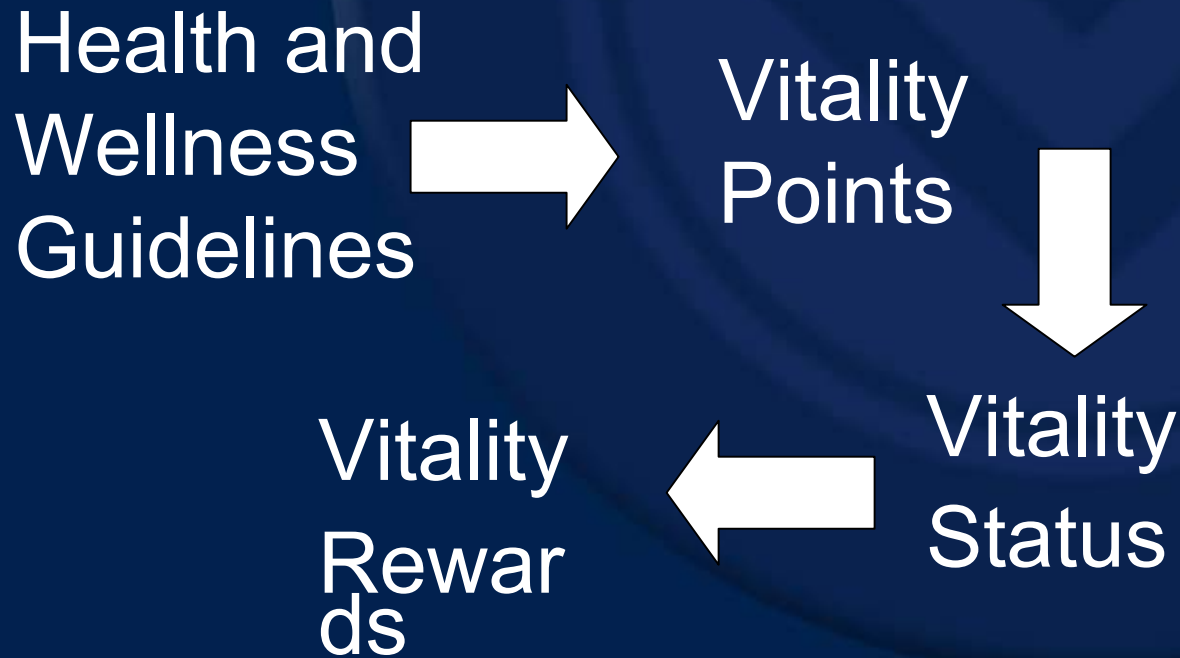 Health and
Wellness
Guidelines
Vitality
Points
Vitality
Status
Vitality
Rewar
ds